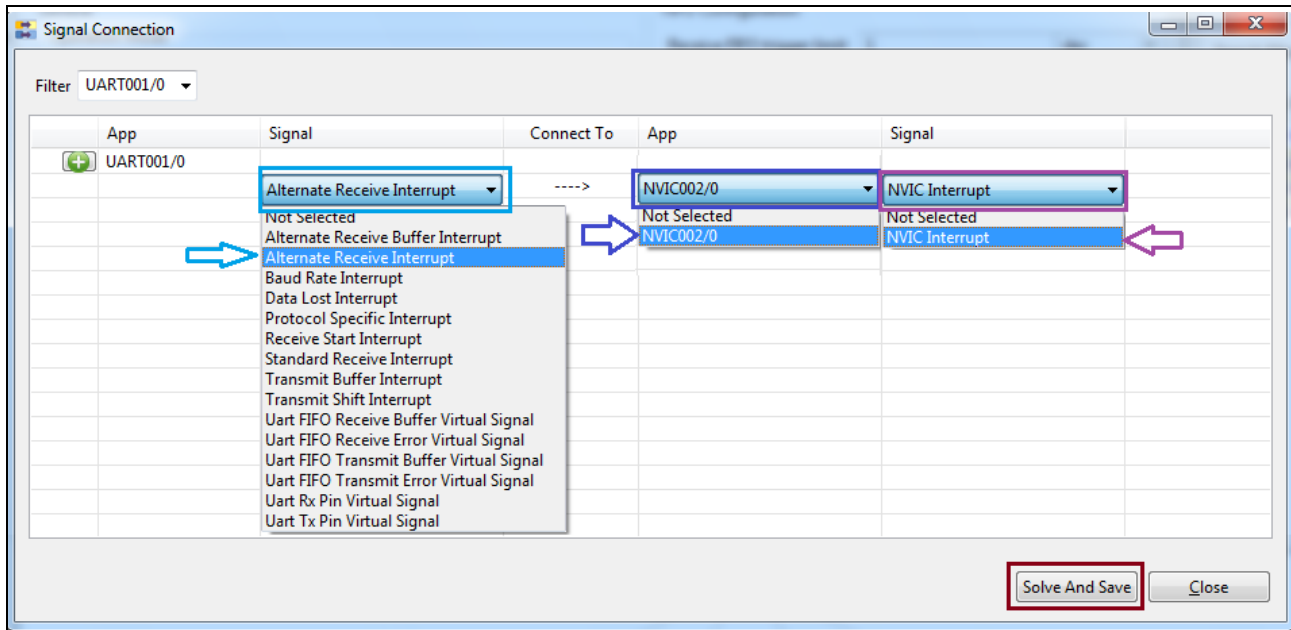 Signal Connection
Filter UART001/0
App Signal Connect To App Signal
UART001/0
Alternate Receive Interrupt ----> NVIC002/0 NVIC Interrupt
Not Selected Not Selected Not Selected
Alternate Receive Buffer Interrupt NVIC002/0 NVIC Interrupt
Alternate Receive Interrupt
Baud Rate Interrupt
Data Lost Interrupt
Protocol Specific Interrupt
Receive Start Interrupt
Standard Receive Interrupt
Transmit Buffer Interrupt
Transmit Shift Interrupt
Uart FIFO Receive Buffer Virtual Signal
Uart FIFO Receive Error Virtual Signal
Uart FIFO Transmit Buffer Virtual Signal
Uart FIFO Transmit Error Virtual Signal
Uart Rx Pin Virtual Signal
Uart Tx Pin Virtual Signal
Solve And Save Close